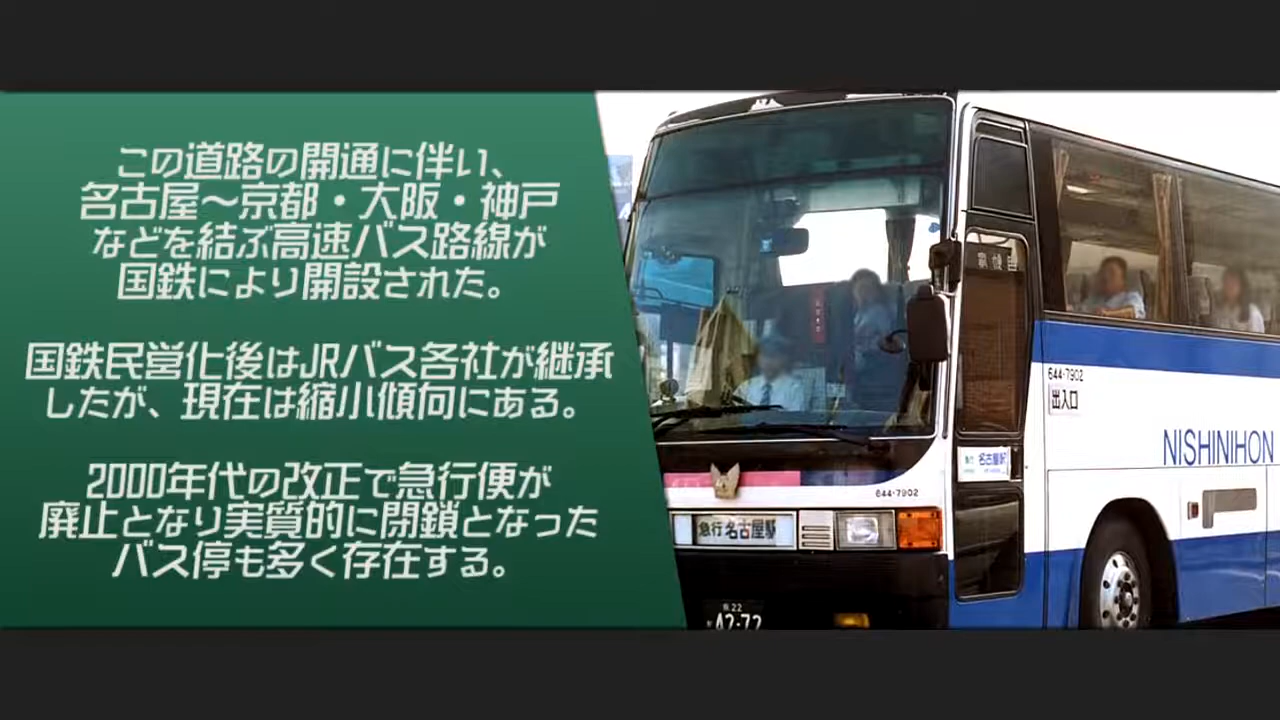 この道路の開通に伴い、
名古屋～京都・大阪・神戸
などを結ぶ高速バス路線が
国鉄により開設された。
国鉄民営化後はJRバス各社が継承
したが、現在は縮小傾向にある。
2000年代の改正で急行便が
廃止となり実質的に閉鎖となった
バス停も多く存在する。
644-7902
出入口
NISHINIHON
名古屋駅
644-7902
急行 名古屋駅
22
42-72